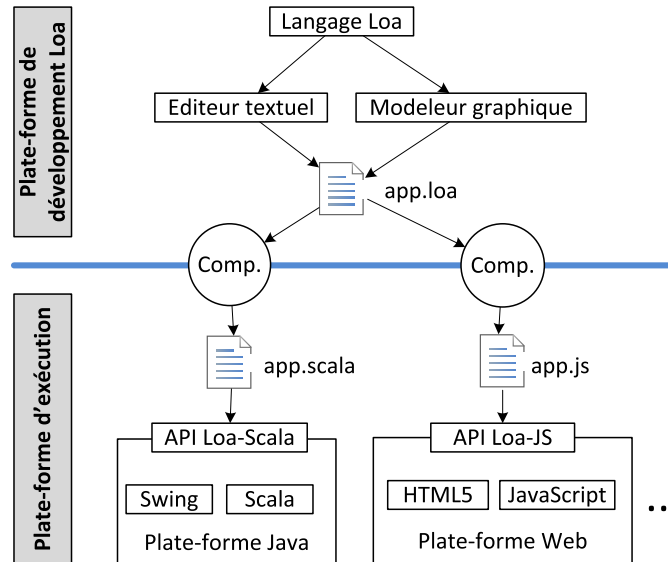 Plate-forme de
développement Loa
Langage Loa
Editeur textuel
Modeleur graphique
app.loa
Comp.
Comp.
Plate-forme d'exécution
app.scala
app.js
API Loa-Scala
API Loa-JS
Swing
Scala
HTML5
JavaScript
...
Plate-forme Java
Plate-forme Web